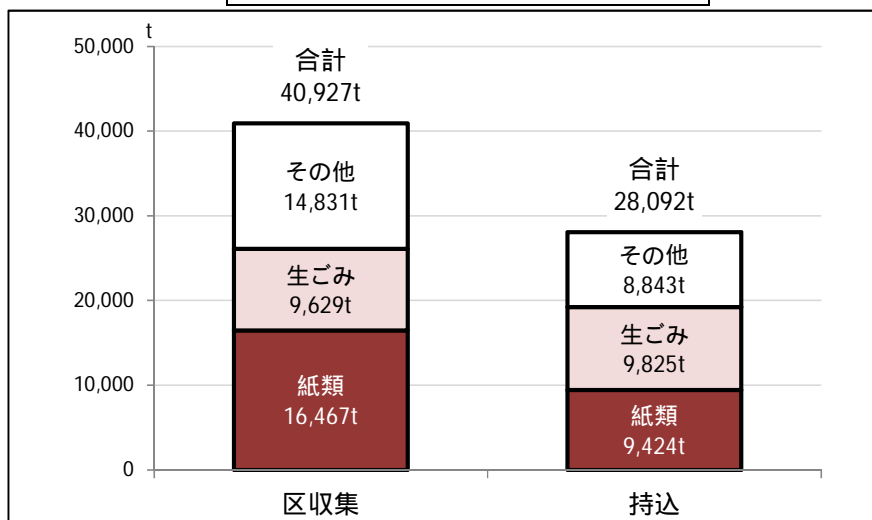 t
50,000
40,000
30,000
20,000
10,000
0
合計
40,927t
その他
14,831t
生ごみ
9,629t
紙類
16,467t
区収集
合計
28,092t
その他
8,843t
生ごみ
9,825t
紙類
9,424t
持込